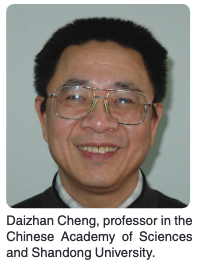 Daizhan Cheng, professor in the
Chinese Academy of Sciences
and Shandong University.